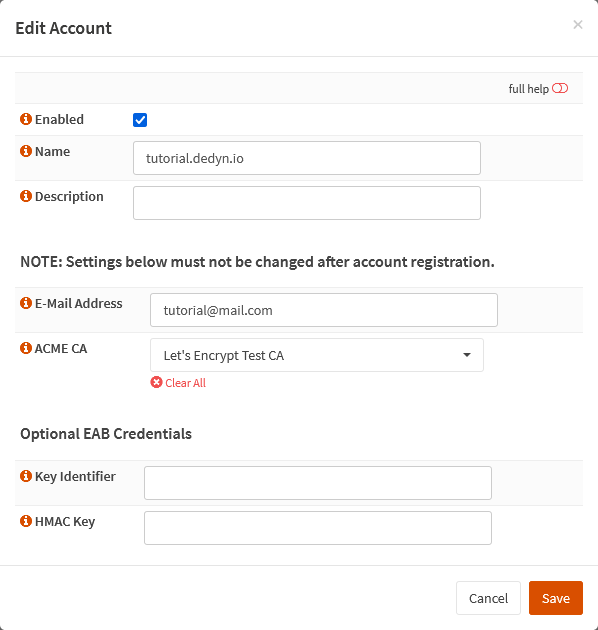 Edit Account
×
full help
Enabled
Name
tutorial.dedyn.io
Description
NOTE: Settings below must not be changed after account registration.
E-Mail Address
tutorial@mail.com
ACME CA
Let's Encrypt Test CA
Clear All
Optional EAB Credentials
Key Identifier
HMAC Key
Cancel Save